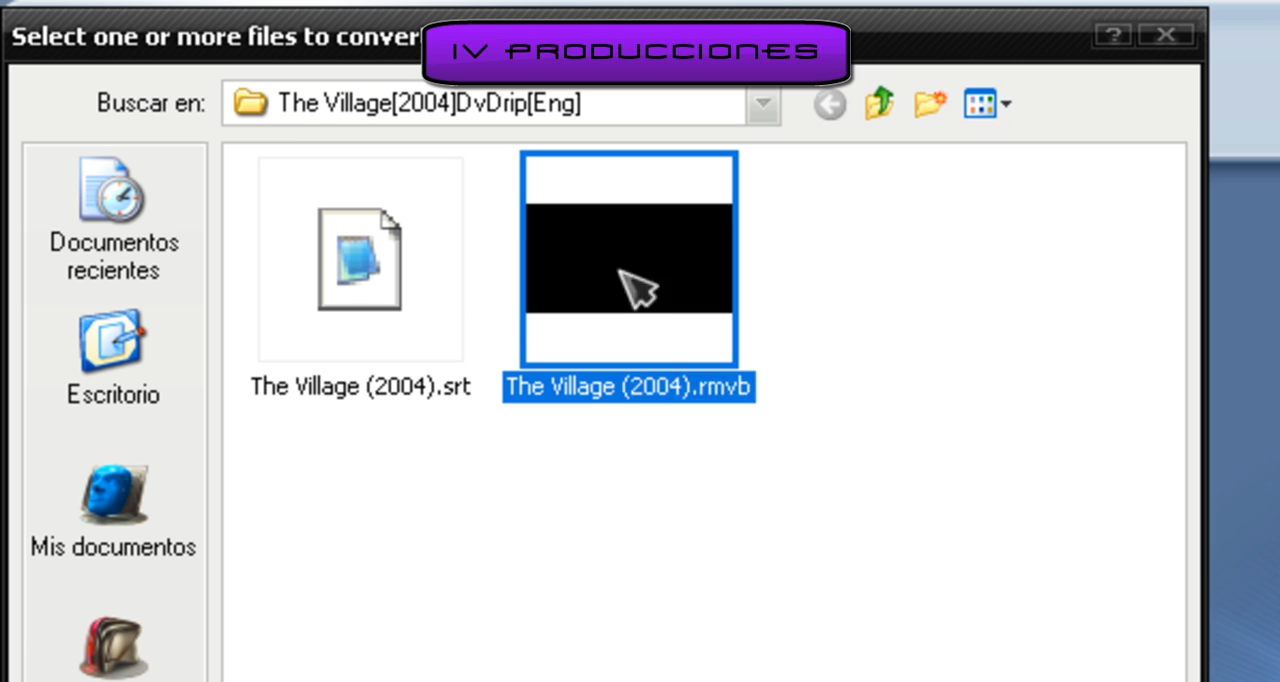 Select one or more files to conver
IV PRODUCCIONES
Buscar en:
The Village[2004]DvDrip[Eng]
Documentos
recientes
Escritorio
Mis documentos
The Village (2004).srt
The Village (2004).rmvb